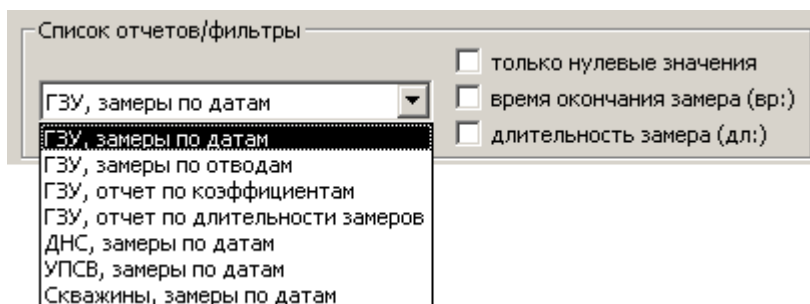 Список отчетов/фильтры
ГЗУ, замеры по датам
только нулевые значения
время окончания замера (вр:)
длительность замера (дл:)
ГЗУ, замеры по датам
ГЗУ, замеры по отводам
ГЗУ, отчет по коэффициентам
ГЗУ, отчет по длительности замеров
ДНС, замеры по датам
УПСВ, замеры по датам
Скважины, замеры по датам